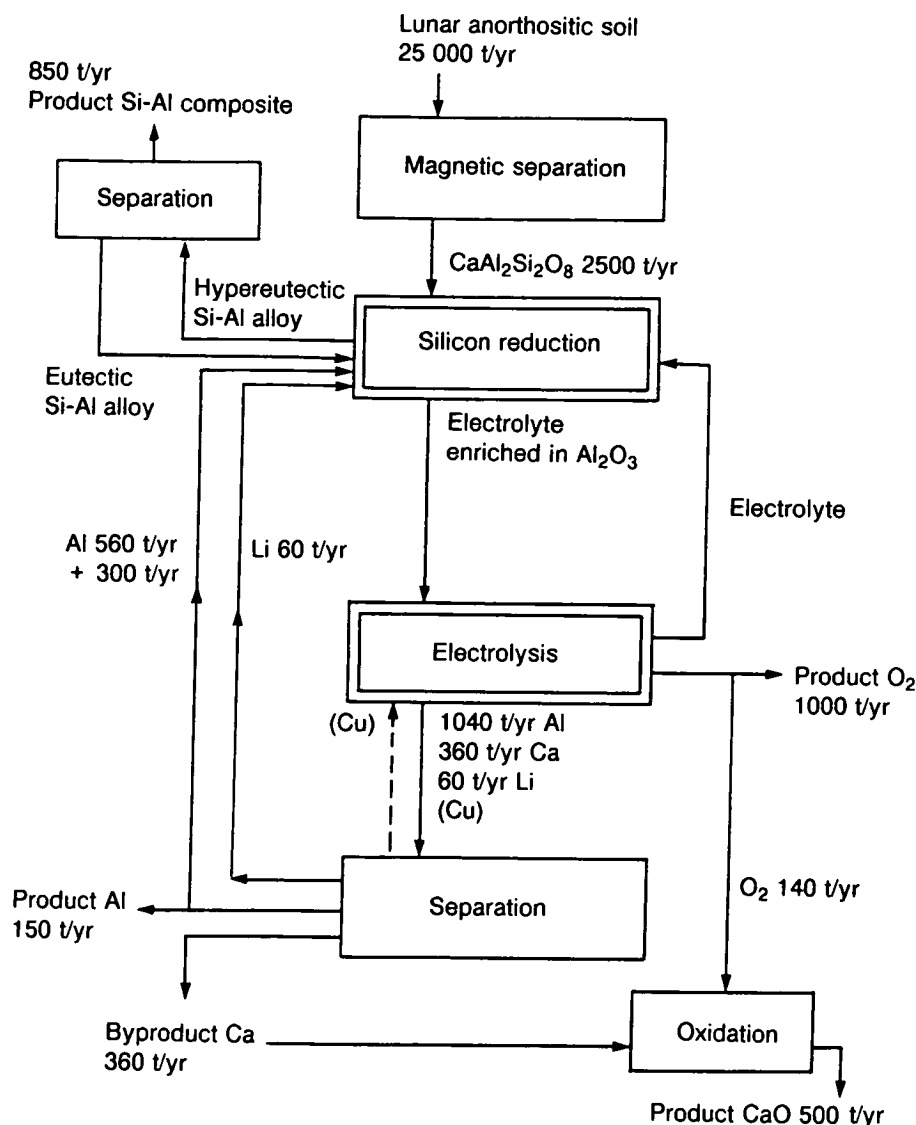 Lunar anorthositic soil
25 000 t/yr
850 t/yr
Product Si-Al composite
Magnetic separation
Separation
CaAl₂Si₂O₈ 2500 t/yr
Hypereutectic
Si-Al alloy
Silicon reduction
Eutectic
Si-Al alloy
Electrolyte
enriched in Al₂O₃
Electrolyte
Al 560 t/yr
+ 300 t/yr
Li 60 t/yr
Electrolysis
Product O₂
1000 t/yr
(Cu)
1040 t/yr Al
360 t/yr Ca
60 t/yr Li
(Cu)
Separation
O₂ 140 t/yr
Product Al
150 t/yr
Byproduct Ca
360 t/yr
Oxidation
Product CaO 500 t/yr